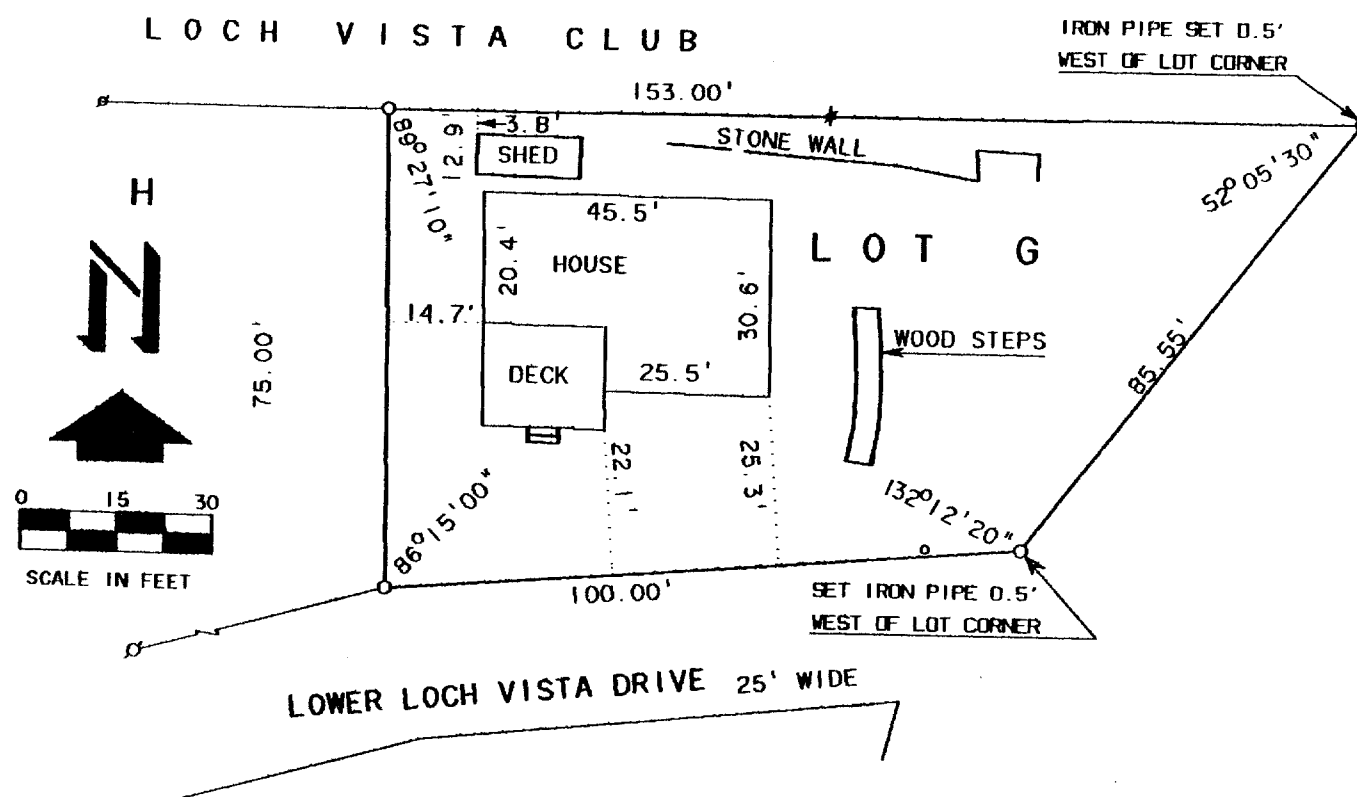 LOCH VISTA CLUB
IRON PIPE SET 0.5'
WEST OF LOT CORNER
153.00'
3.8'
12.9'
SHED
STONE WALL
89°27'10"
52°05'30"
H
N
45.5'
LOT G
20.4'
HOUSE
30.6'
14.7'
WOOD STEPS
75.00'
DECK
25.5'
85.55'
22.1'
25.3'
86°15'00"
132°12'20"
0 15 30
SCALE IN FEET
100.00'
SET IRON PIPE 0.5'
WEST OF LOT CORNER
LOWER LOCH VISTA DRIVE 25' WIDE